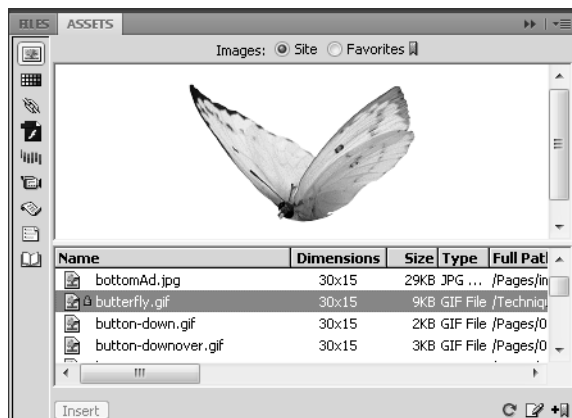 FILES ASSETS
Images: Site Favorites
Name Dimensions Size Type Full Patl
bottomAd.jpg 30x15 29KB JPG ... /Pages/in
butterfly.gif 30x15 9KB GIF File /Techniqu
button-down.gif 30x15 2KB GIF File /Pages/0
button-downover.gif 30x15 3KB GIF File /Pages/0
Insert